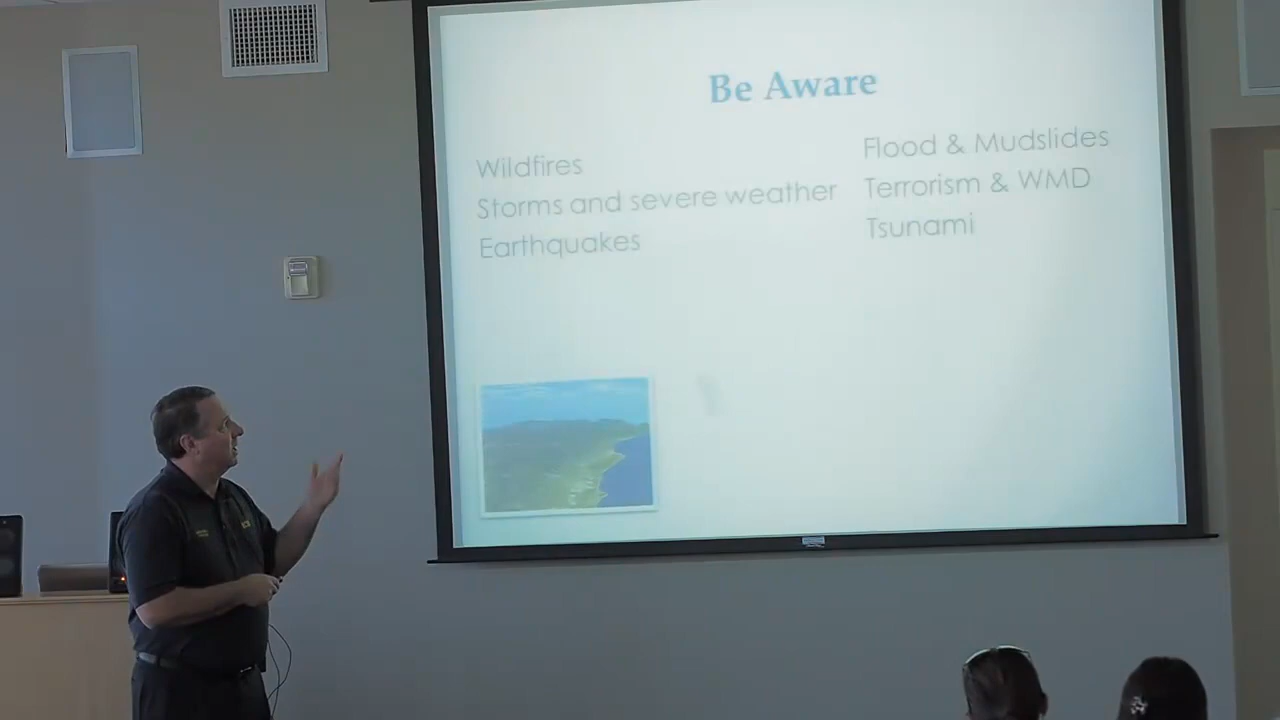 Be Aware
Wildfires
Storms and severe weather
Earthquakes
Flood & Mudslides
Terrorism & WMD
Tsunami